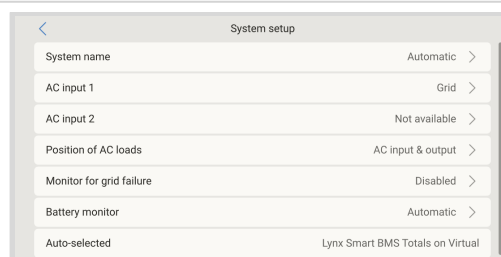 System setup
System name Automatic
AC input 1 Grid
AC input 2 Not available
Position of AC loads AC input & output
Monitor for grid failure Disabled
Battery monitor Automatic
Auto-selected Lynx Smart BMS Totals on Virtual